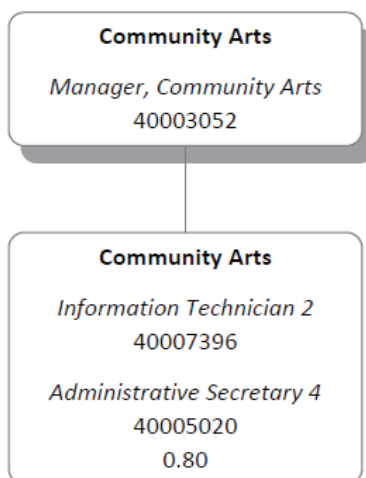 Community Arts
Manager, Community Arts
40003052
Community Arts
Information Technician 2
40007396
Administrative Secretary 4
40005020
0.80